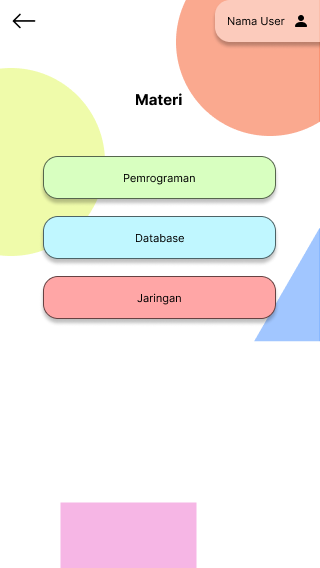 Nama User
Materi
Pemrograman
Database
Jaringan